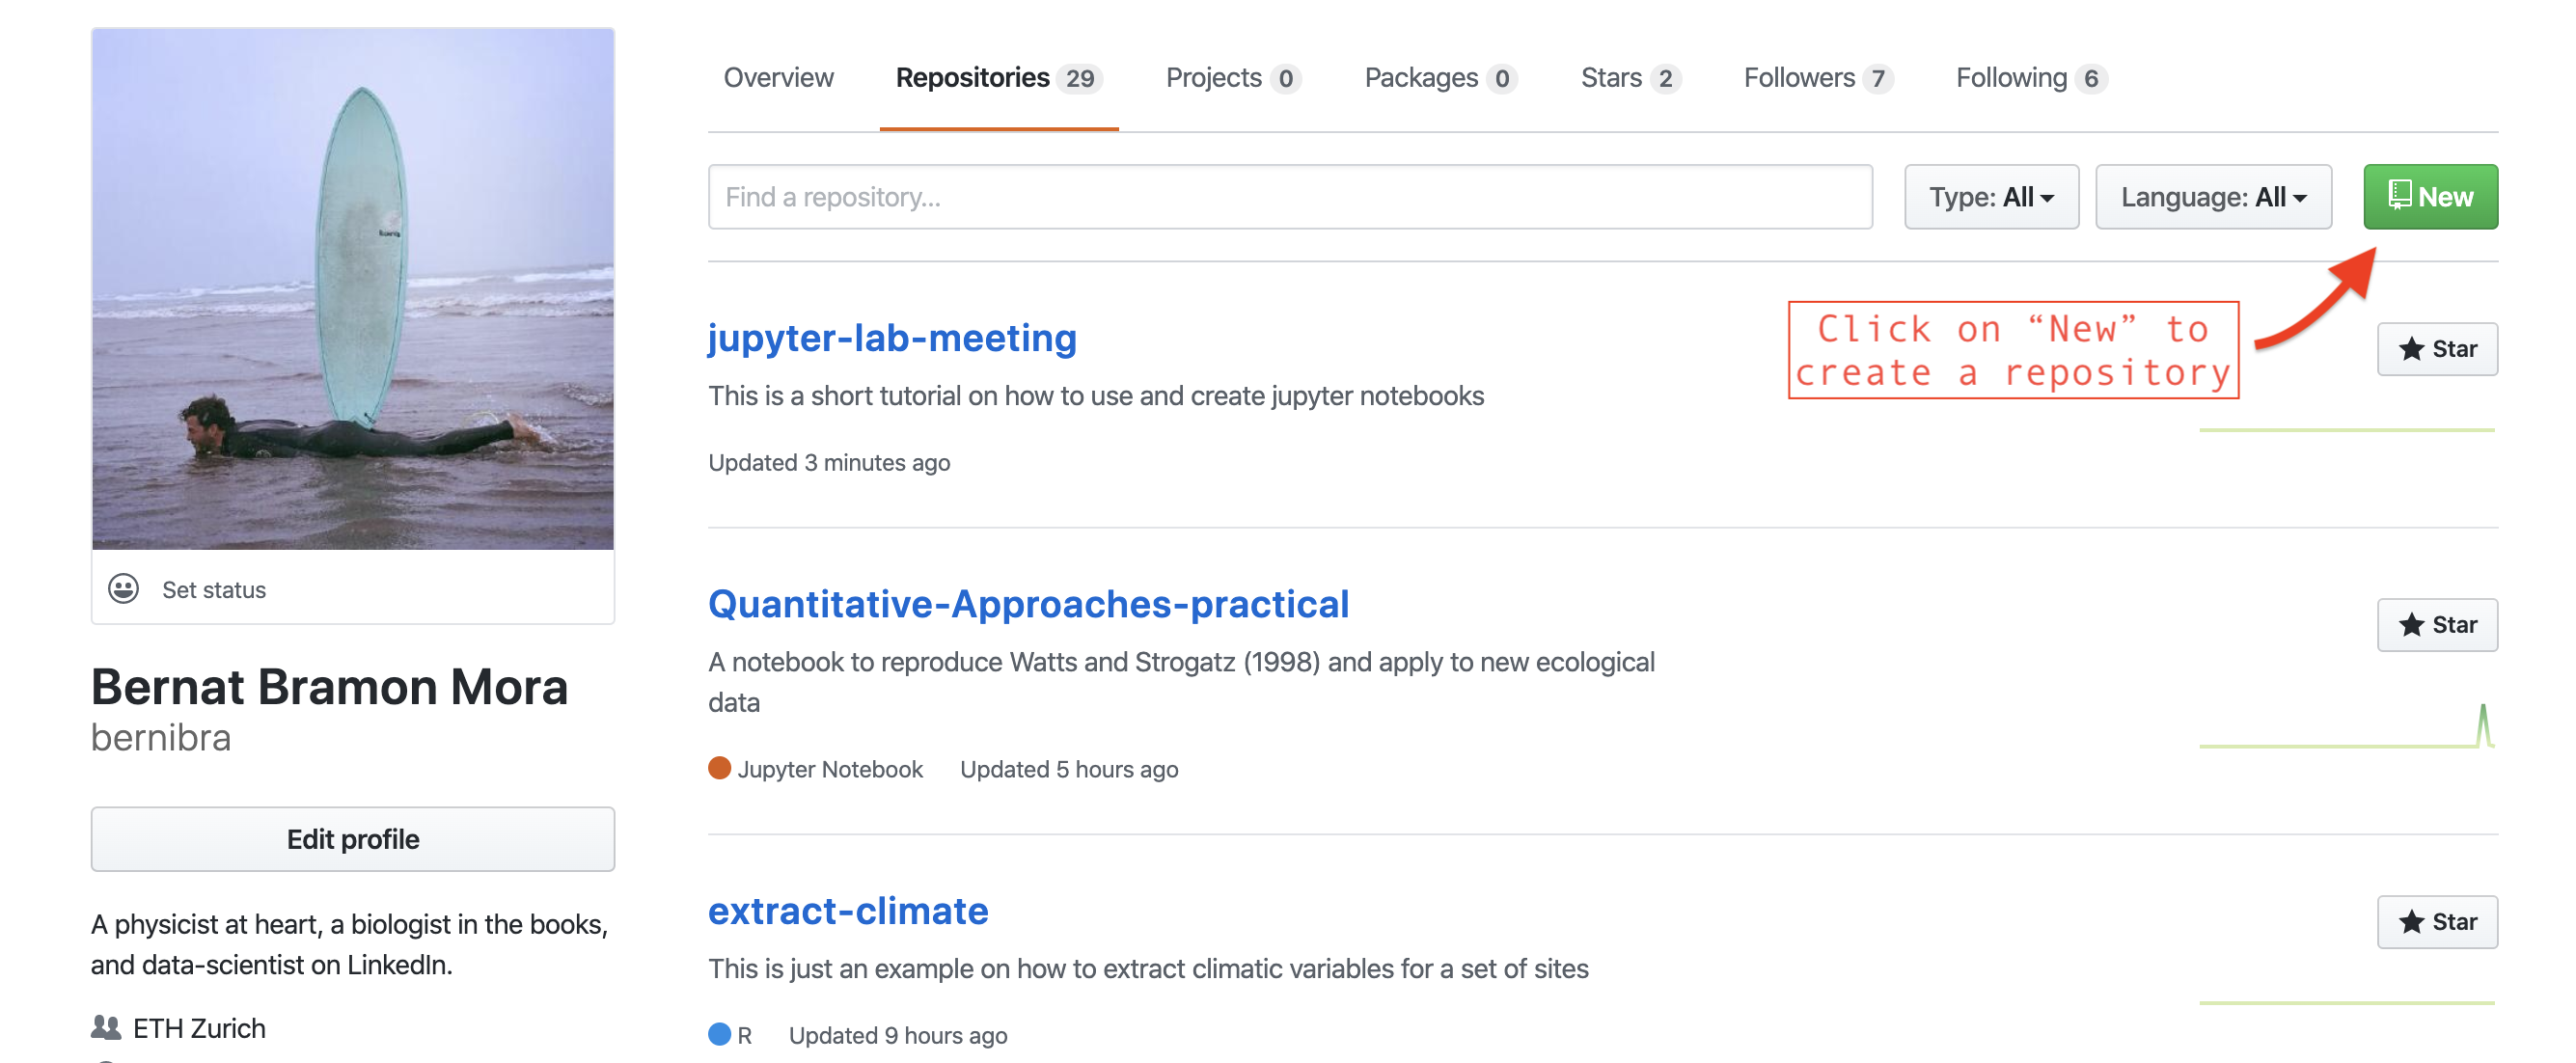 Overview Repositories 29 Projects 0 Packages 0 Stars 2 Followers 7 Following 6
Find a repository... Type: All Language: All New
Click on “New” to
create a repository
jupyter-lab-meeting
Star
This is a short tutorial on how to use and create jupyter notebooks
Updated 3 minutes ago
Quantitative-Approaches-practical
Star
A notebook to reproduce Watts and Strogatz (1998) and apply to new ecological
data
Jupyter Notebook Updated 5 hours ago
extract-climate
Star
This is just an example on how to extract climatic variables for a set of sites
R Updated 9 hours ago
Set status
Bernat Bramon Mora
bernibra
Edit profile
A physicist at heart, a biologist in the books,
and data-scientist on LinkedIn.
ETH Zurich